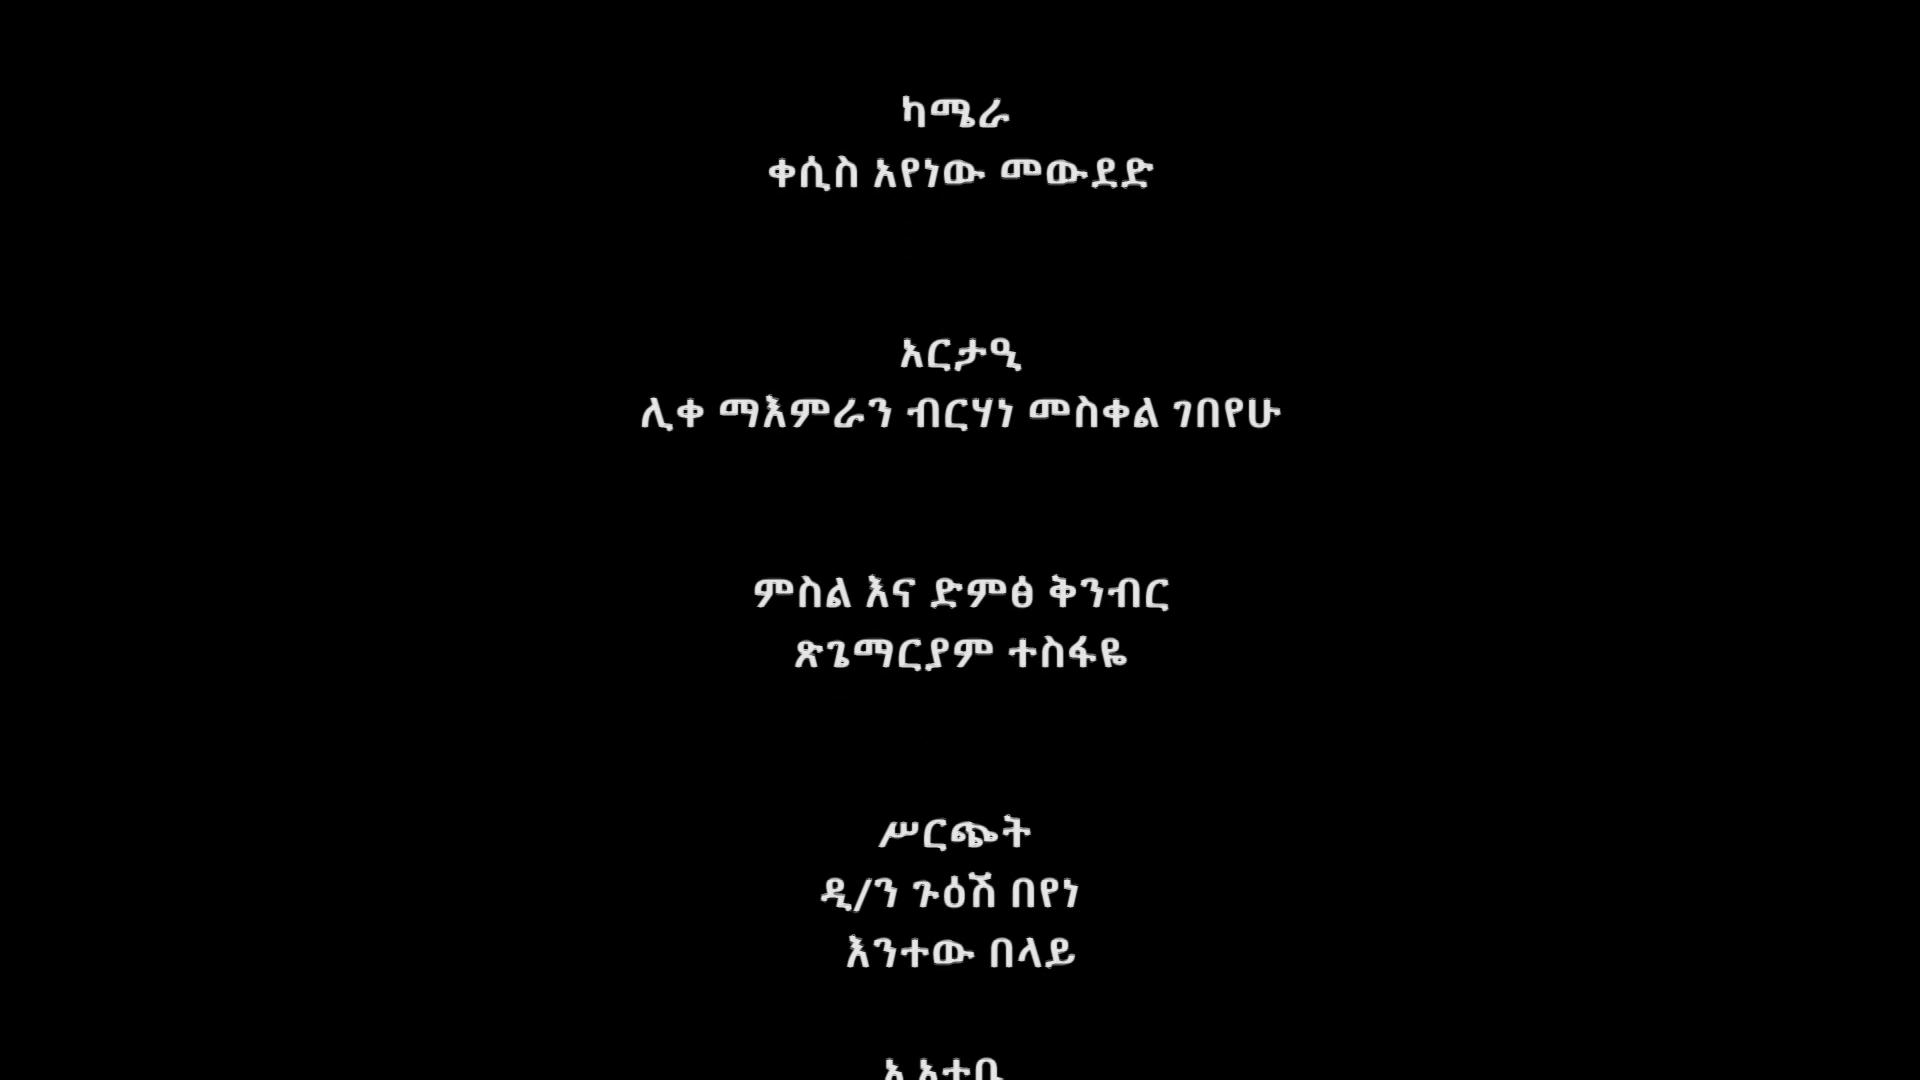 ካሜራ
ቀሲስ አየነው መውደድ
አርታዒ
ሊቀ ማእምራን ብርሃነ መስቀል ገበየሁ
ምስል እና ድምፅ ቅንብር
ጽጌማርያም ተስፋዬ
ሥርጭት
ዲ/ን ጉዕሽ በየነ
እንተው በላይ